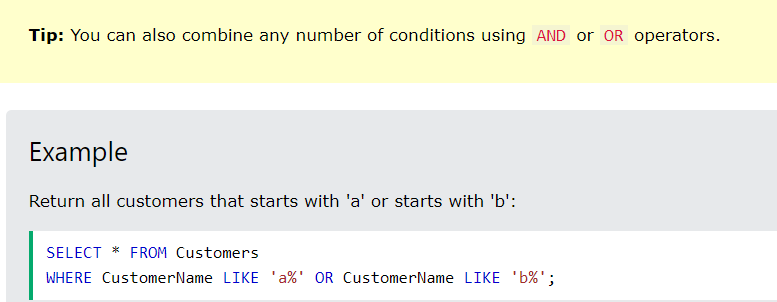 Tip: You can also combine any number of conditions using AND or OR operators.
Example
Return all customers that starts with 'a' or starts with 'b':
SELECT * FROM Customers
WHERE CustomerName LIKE 'a%' OR CustomerName LIKE 'b%';